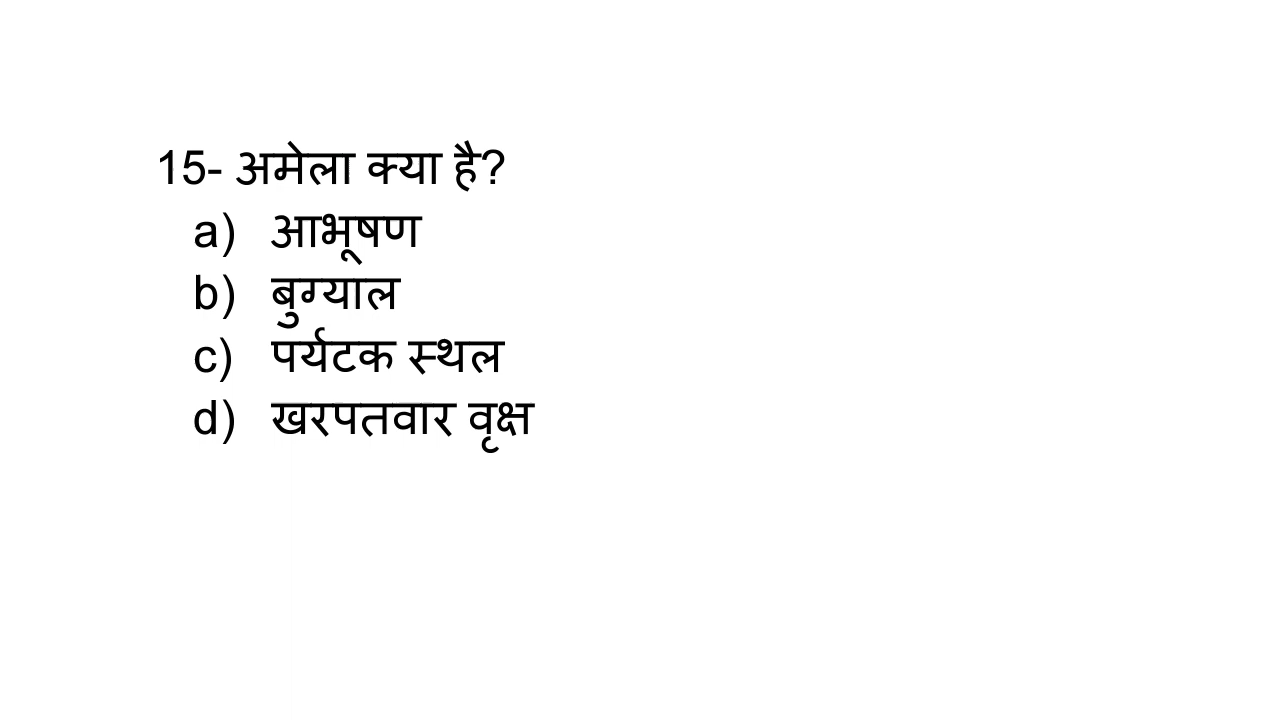 15- अमेला क्या है?
a) आभूषण
b) बुग्याल
c) पर्यटक स्थल
d) खरपतवार वृक्ष